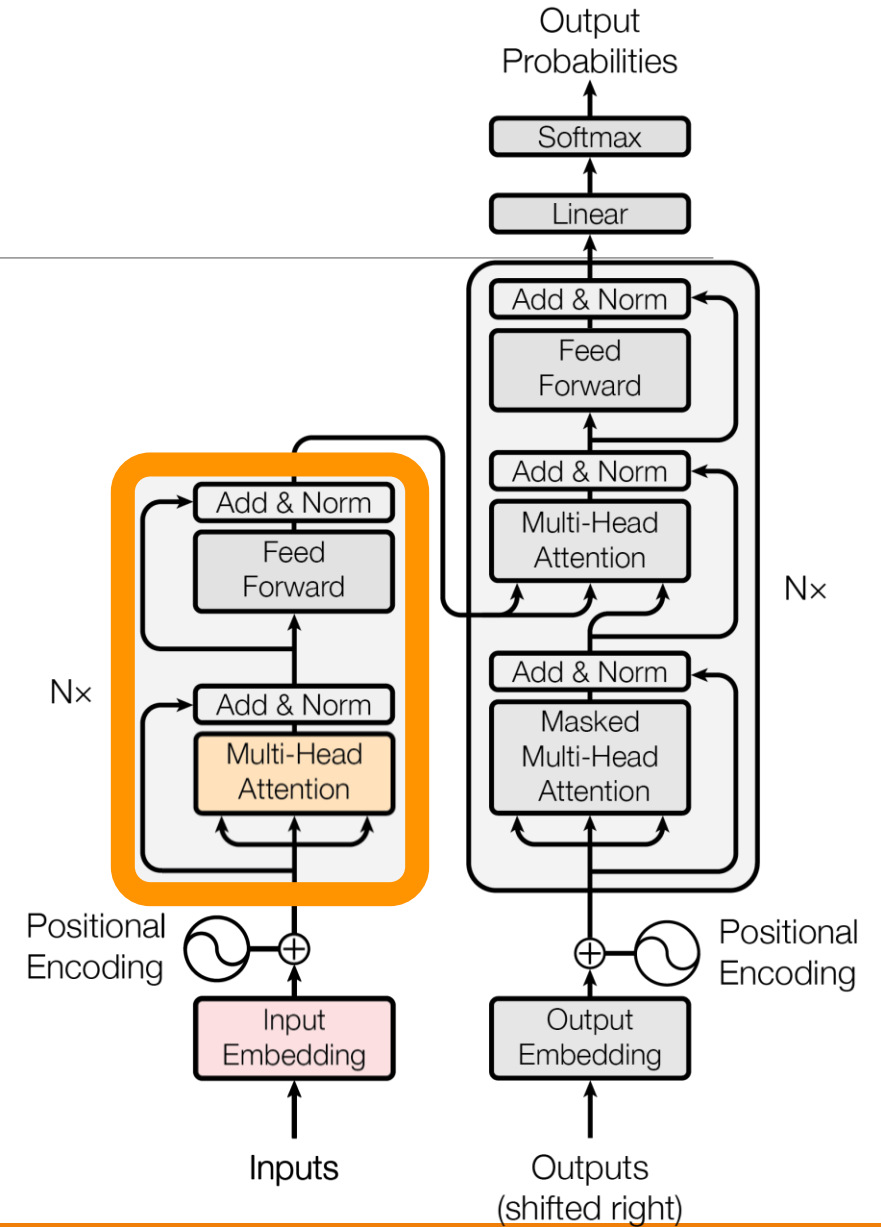 Output
Probabilities
Softmax
Linear
Add & Norm
Feed
Forward
Add & Norm
Multi-Head
Attention
N×
Add & Norm
Masked
Multi-Head
Attention
Positional
Encoding
Output
Embedding
Outputs
(shifted right)
Add & Norm
Feed
Forward
N×
Add & Norm
Multi-Head
Attention
Positional
Encoding
Input
Embedding
Inputs